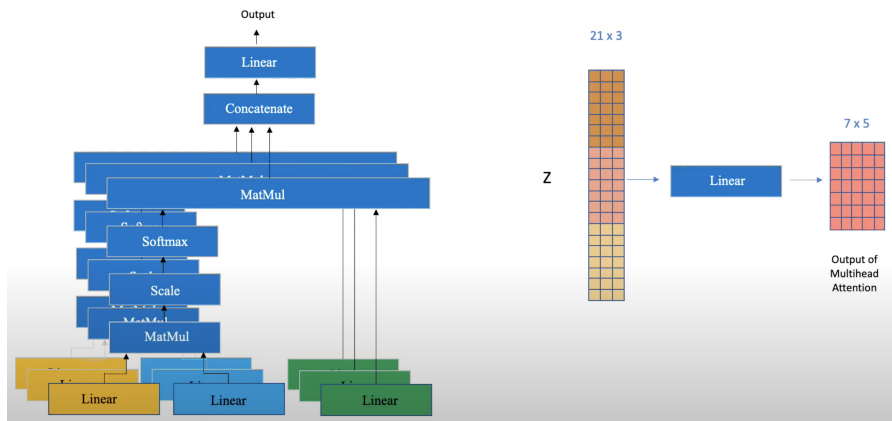 Output
Linear
Concatenate
MatMul
Softmax
Scale
MatMul
MatMul
Linear
Linear
Linear
21 x 3
Z
Linear
7 x 5
Output of
Multihead
Attention